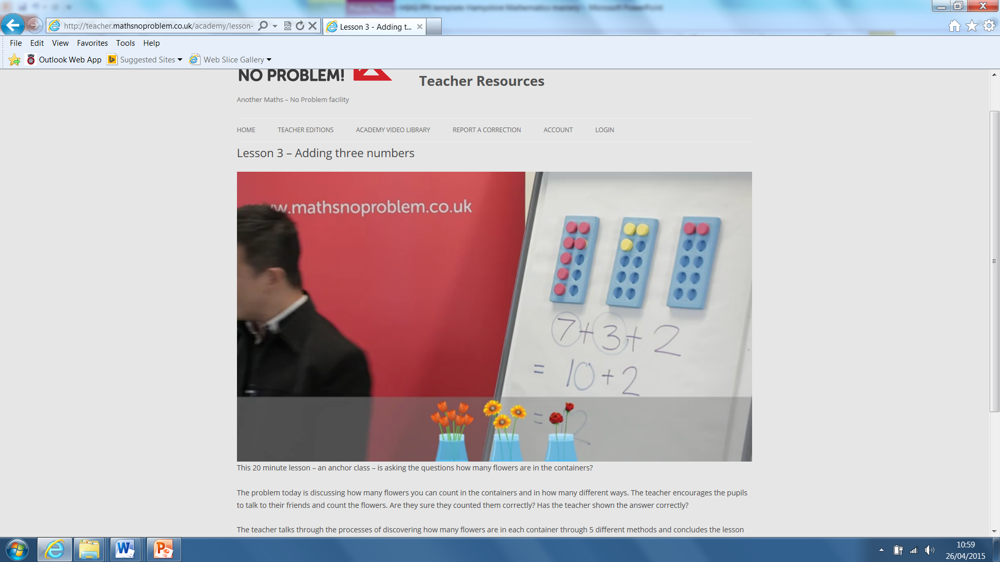 http://teacher.mathsnoproblem.co.uk/academy/lesson-
Lesson 3 - Adding t...
File Edit View Favorites Tools Help
Outlook Web App Suggested Sites Web Slice Gallery
NO PROBLEM!
Teacher Resources
Another Maths – No Problem facility
HOME TEACHER EDITIONS ACADEMY VIDEO LIBRARY REPORT A CORRECTION ACCOUNT LOGIN
Lesson 3 – Adding three numbers
w.mathsnoproblem.co.uk
7+3+2
= 10+2
= 12
This 20 minute lesson – an anchor class – is asking the questions how many flowers are in the containers?
The problem today is discussing how many flowers you can count in the containers and in how many different ways. The teacher encourages the pupils
to talk to their friends and count the flowers. Are they sure they counted them correctly? Has the teacher shown the answer correctly?
The teacher talks through the processes of discovering how many flowers are in each container through 5 different methods and concludes the lesson
10:59
26/04/2015